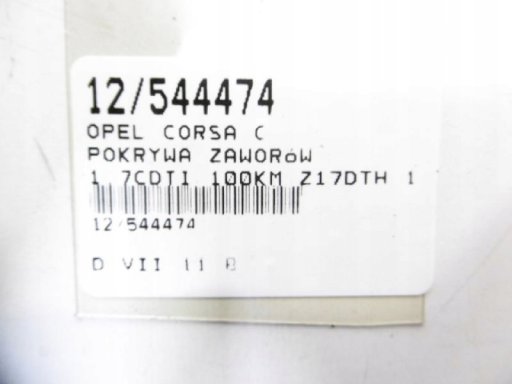 12/544474
OPEL CORSA C
POKRYWA ZAWORóW
1.7CDTI 100KM Z17DTH 1
12/544474
D VII 11 B